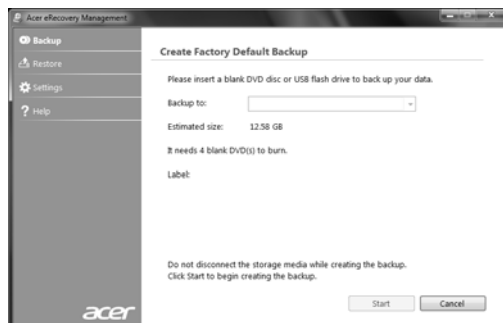 Acer eRecovery Management
Backup
Restore
Settings
Help
Create Factory Default Backup
Please insert a blank DVD disc or USB flash drive to back up your data.
Backup to:
Estimated size: 12.58 GB
It needs 4 blank DVD(s) to burn.
Label:
Do not disconnect the storage media while creating the backup.
Click Start to begin creating the backup.
Start Cancel
acer